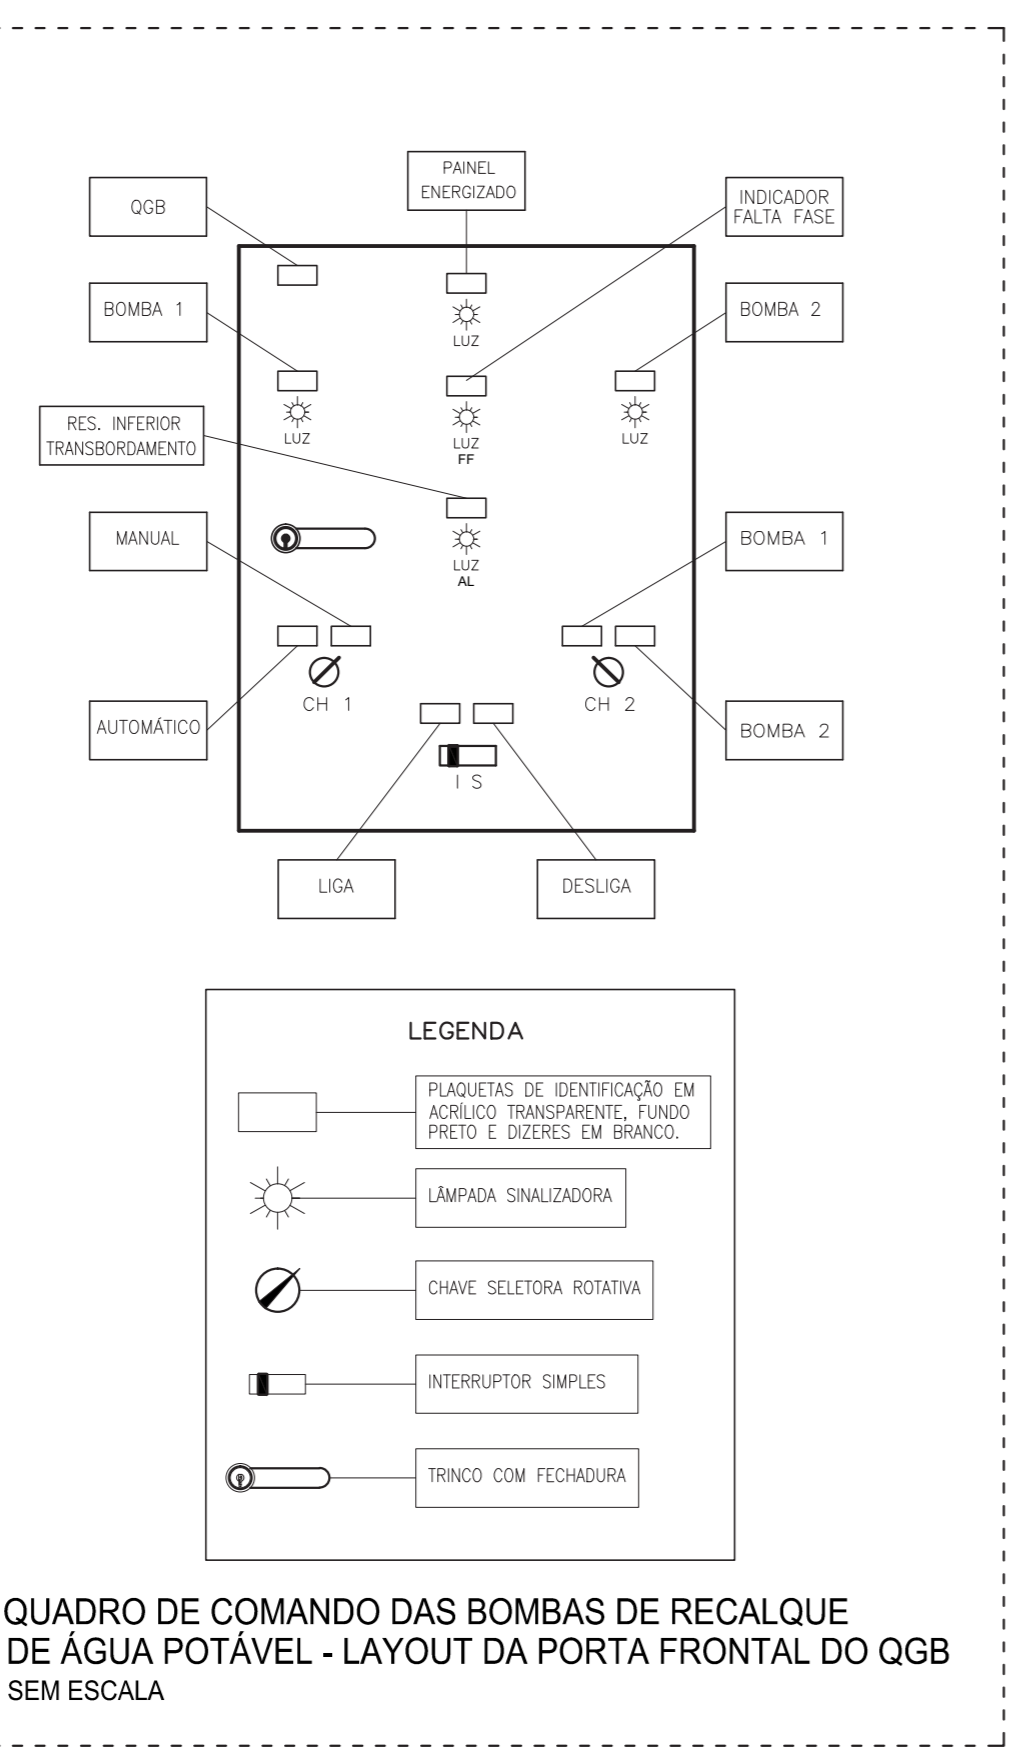 PAINEL
ENERGIZADO
QGB
INDICADOR
FALTA FASE
BOMBA 1
BOMBA 2
LUZ
LUZ
LUZ
FF
LUZ
RES. INFERIOR
TRANSBORDAMENTO
MANUAL
BOMBA 1
LUZ
AL
CH 1
CH 2
AUTOMÁTICO
BOMBA 2
I S
LIGA
DESLIGA
LEGENDA
PLAQUETAS DE IDENTIFICAÇÃO EM
ACRÍLICO TRANSPARENTE, FUNDO
PRETO E DIZERES EM BRANCO.
LÂMPADA SINALIZADORA
CHAVE SELETORA ROTATIVA
INTERRUPTOR SIMPLES
TRINCO COM FECHADURA
QUADRO DE COMANDO DAS BOMBAS DE RECALQUE
DE ÁGUA POTÁVEL - LAYOUT DA PORTA FRONTAL DO QGB
SEM ESCALA